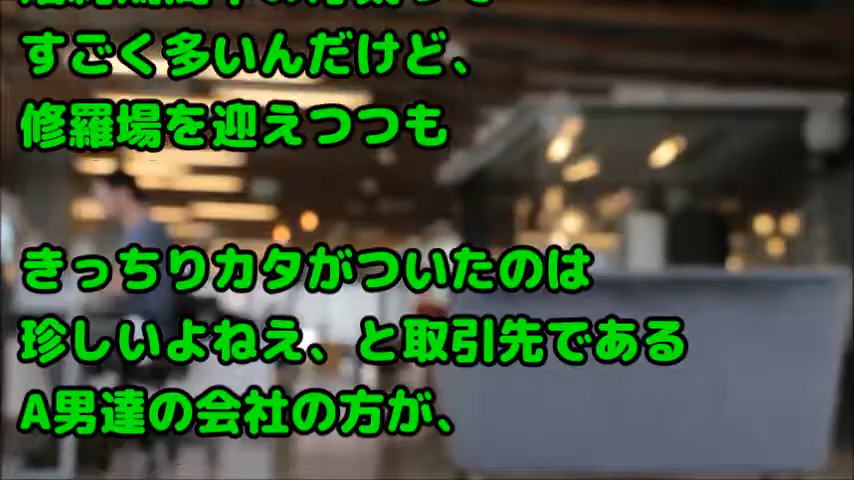 すごく多いんだけど、
修羅場を迎えつつも
きっちりカタがついたのは
珍しいよねえ、と取引先である
A男達の会社の方が、